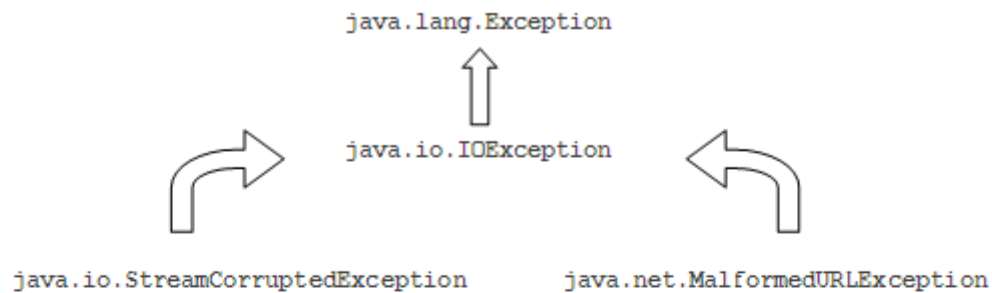 java.lang.Exception
java.io.IOException
java.io.StreamCorruptedException
java.net.MalformedURLException